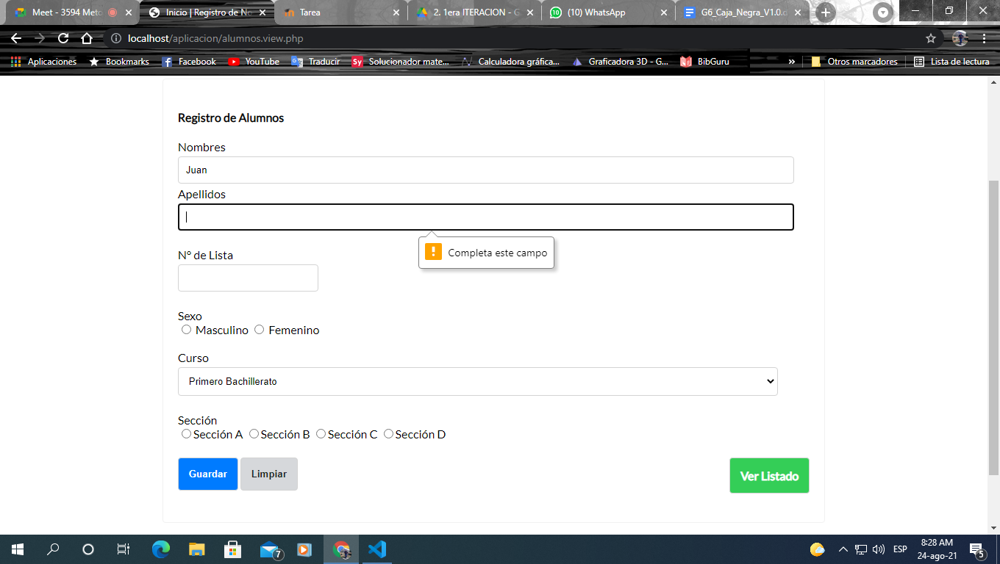 Meet - 3594 Meto
Inicio | Registro de No
Tarea
2. 1era ITERACION - G
(10) WhatsApp
G6_Caja_Negra_V1.0.d
localhost/aplicacion/alumnos.view.php
Aplicaciones Bookmarks Facebook YouTube Traducir Solucionador mate... Calculadora gráfica... Graficadora 3D - G... BibGuru » Otros marcadores Lista de lectura
Registro de Alumnos
Nombres
Juan
Apellidos
Completa este campo
N° de Lista
Sexo
Masculino Femenino
Curso
Primero Bachillerato
Sección
Sección A Sección B Sección C Sección D
Guardar Limpiar Ver Listado
7
ESP
8:28 AM
24-ago-21
5